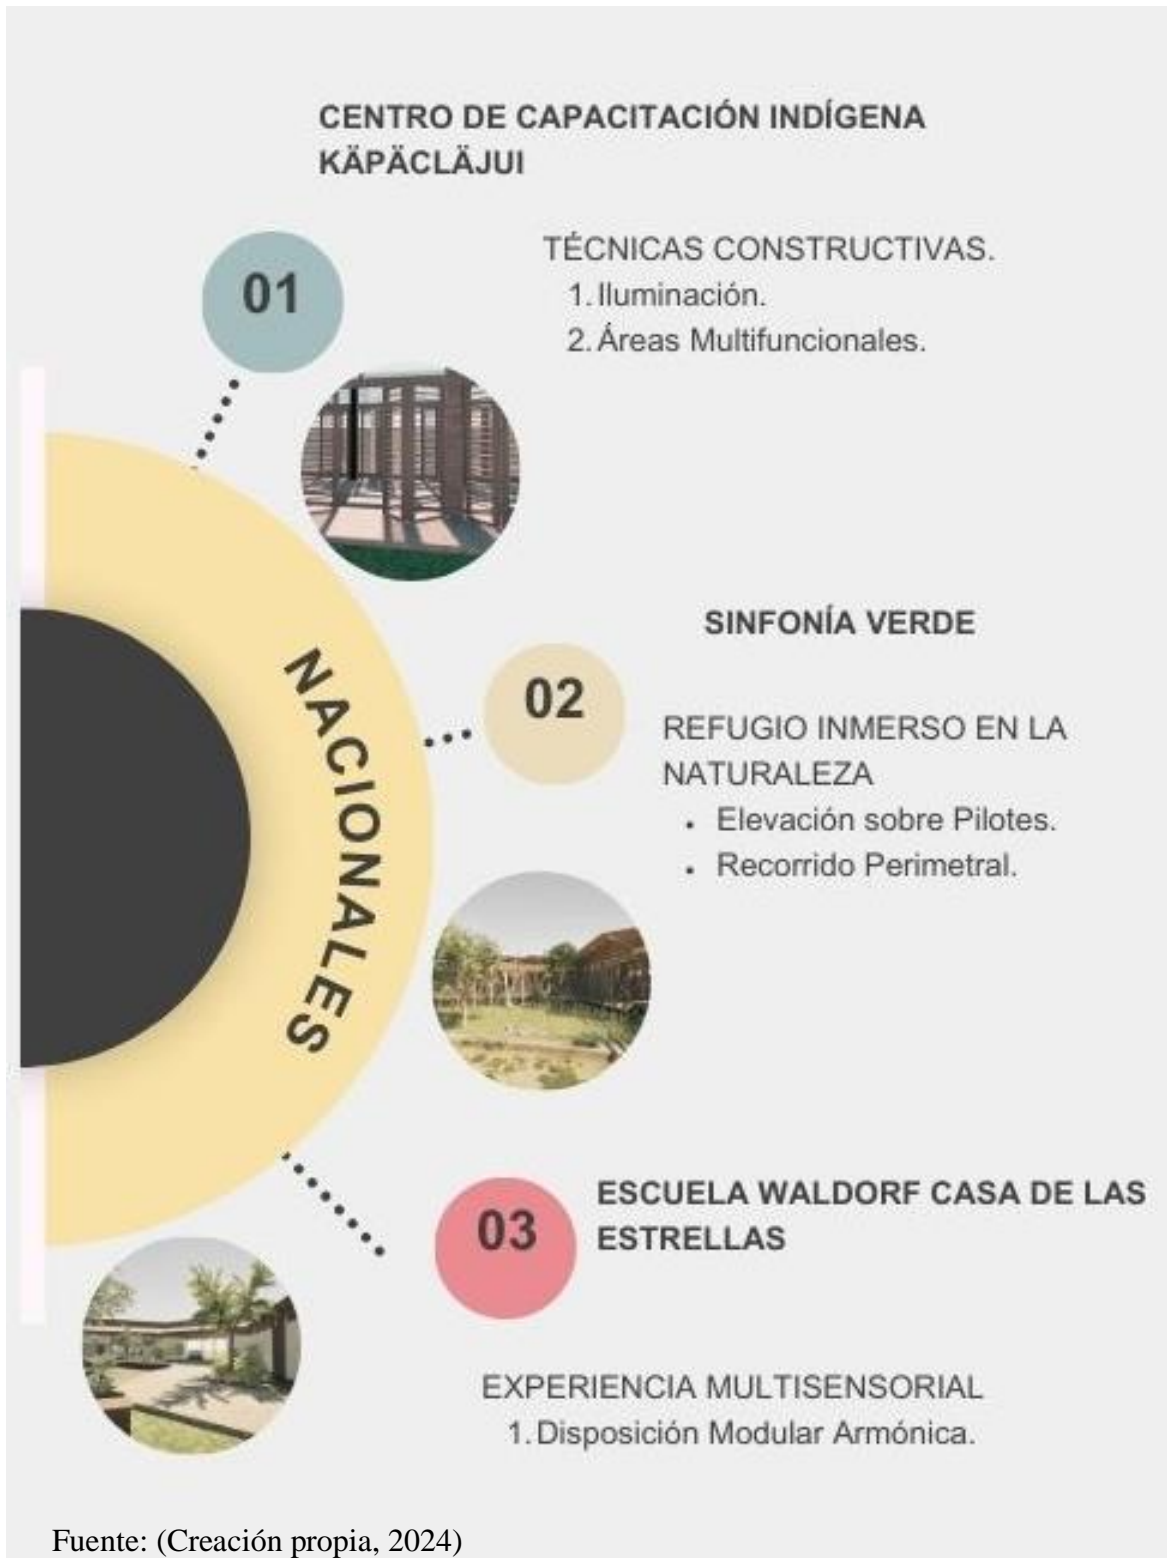 CENTRO DE CAPACITACIÓN INDÍGENA
KÄPÄCLÄJUI
01
TÉCNICAS CONSTRUCTIVAS.
1. Iluminación.
2. Áreas Multifuncionales.
NACIONALES
SINFONÍA VERDE
02
REFUGIO INMERSO EN LA
NATURALEZA
• Elevación sobre Pilotes.
• Recorrido Perimetral.
03
ESCUELA WALDORF CASA DE LAS
ESTRELLAS
EXPERIENCIA MULTISENSORIAL
1. Disposición Modular Armónica.
Fuente: (Creación propia, 2024)